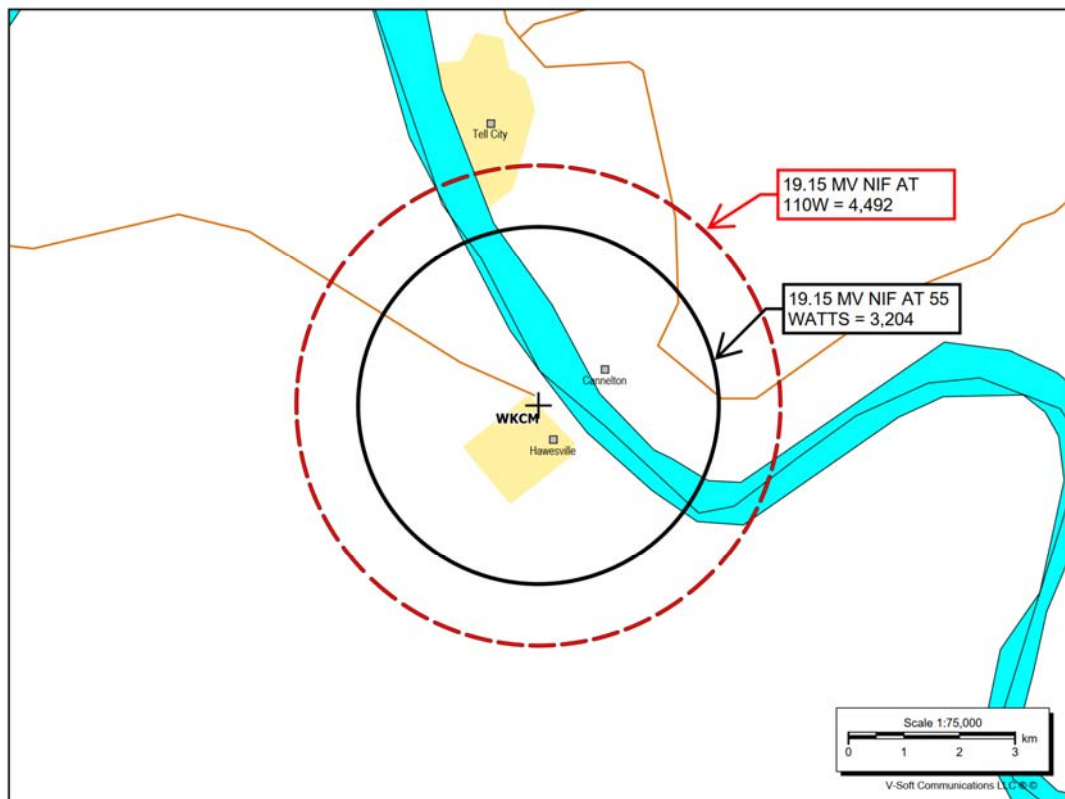 Tell City
19.15 MV NIF AT
110W = 4,492
19.15 MV NIF AT 55
WATTS = 3,204
Cannelton
WKCM
Hawesville
Scale 1:75,000
0 1 2 3 km
V-Soft Communications LLC ® ©